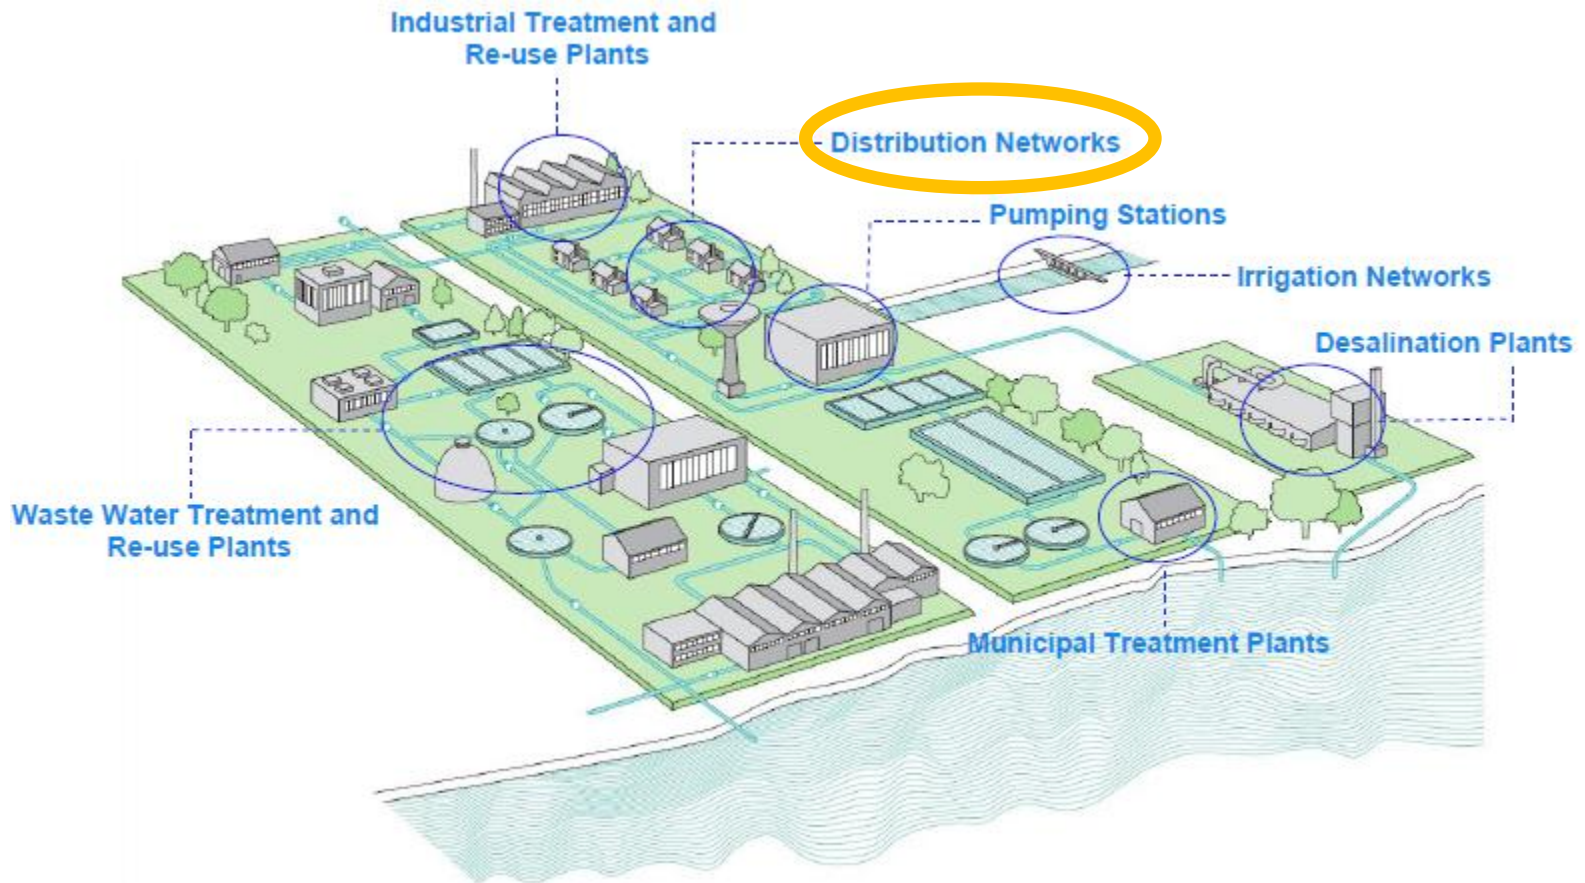 Industrial Treatment and
Re-use Plants
Distribution Networks
Pumping Stations
Irrigation Networks
Desalination Plants
Waste Water Treatment and
Re-use Plants
Municipal Treatment Plants